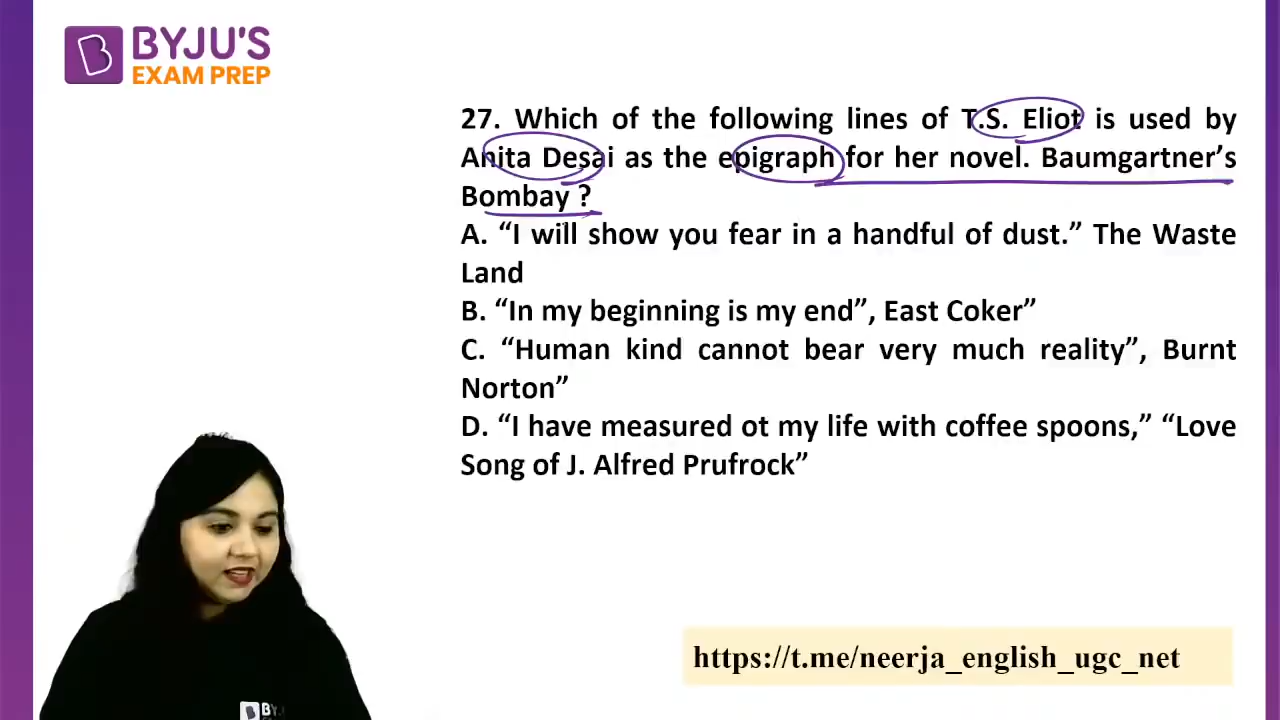 BYJU'S
EXAM PREP
27. Which of the following lines of T.S. Eliot is used by
Anita Desai as the epigraph for her novel. Baumgartner’s
Bombay ?
A. “I will show you fear in a handful of dust.” The Waste
Land
B. “In my beginning is my end”, East Coker”
C. “Human kind cannot bear very much reality”, Burnt
Norton”
D. “I have measured ot my life with coffee spoons,” “Love
Song of J. Alfred Prufrock”
https://t.me/neerja_english_ugc_net